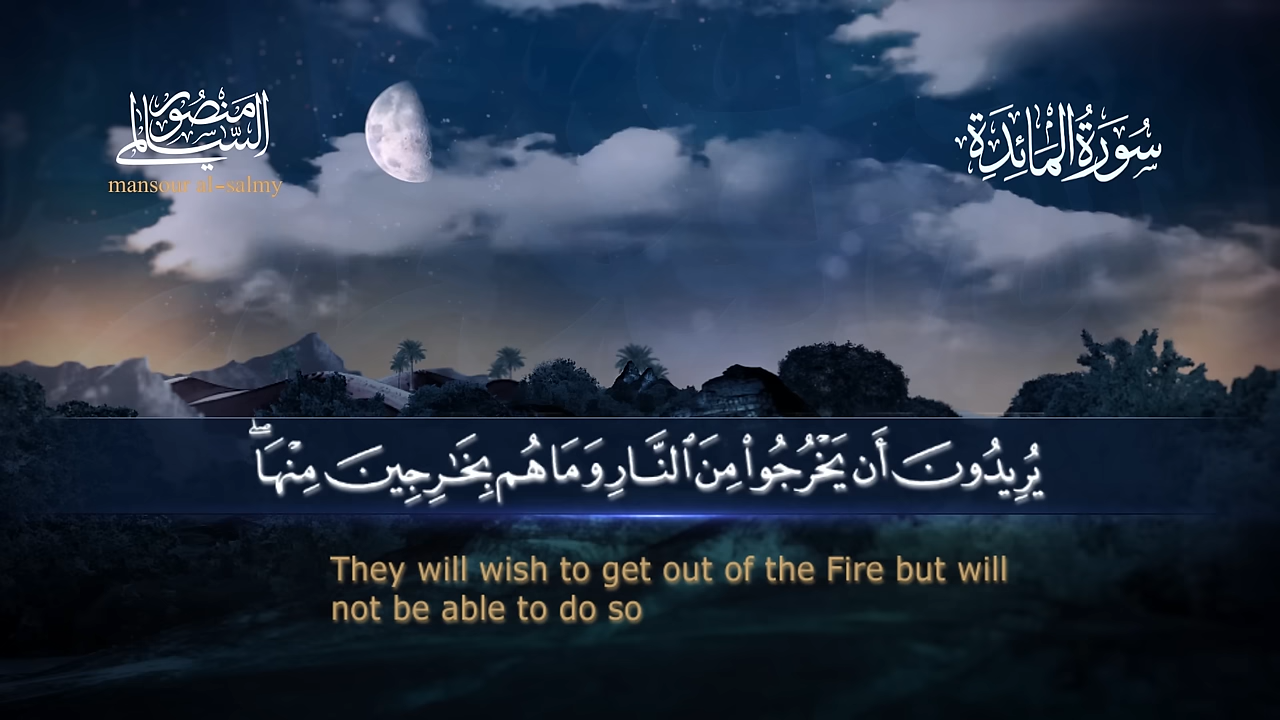 منصور السالمي
mansour al-salmy
سُورَةُ المَائِدَةِ
يُرِيدُونَ أَن يَخْرُجُوا۟ مِنَ ٱلنَّارِ وَمَا هُم بِخَـٰرِجِينَ مِنْهَا ۖ
They will wish to get out of the Fire but will
not be able to do so